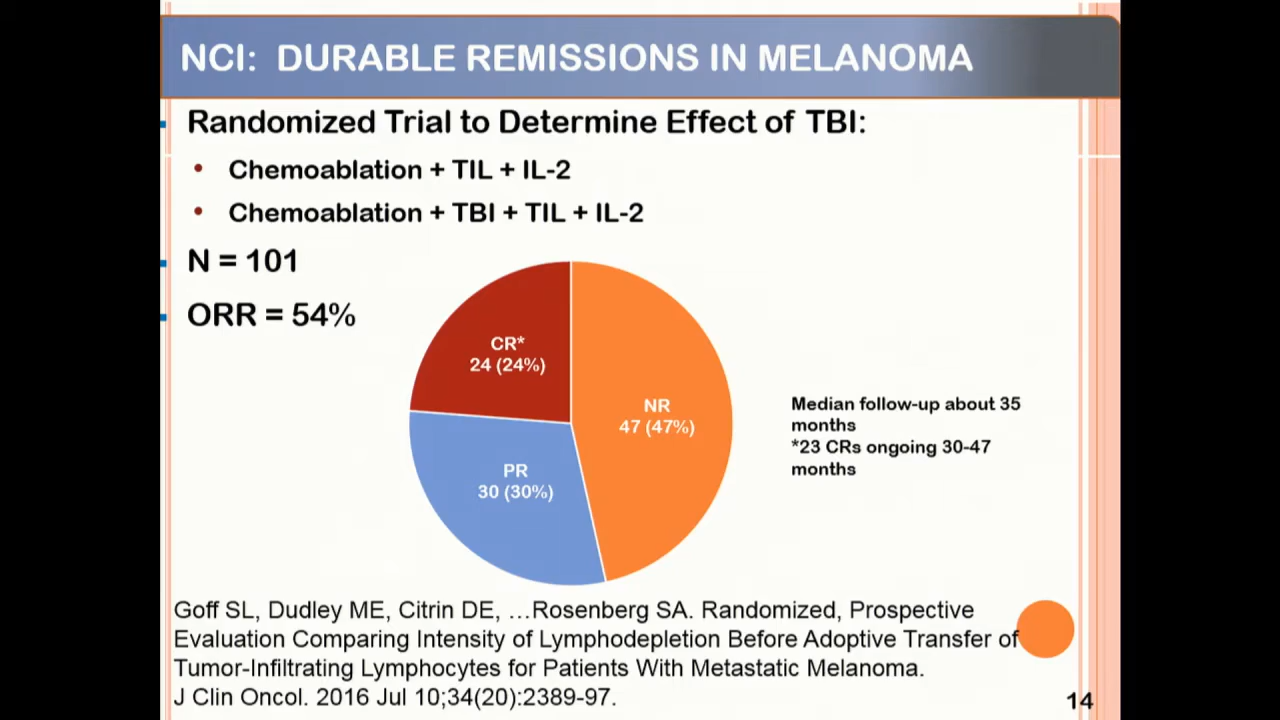 NCI: DURABLE REMISSIONS IN MELANOMA
Randomized Trial to Determine Effect of TBI:
• Chemoablation + TIL + IL-2
• Chemoablation + TBI + TIL + IL-2
N = 101
ORR = 54%
CR*
24 (24%)
NR
47 (47%)
PR
30 (30%)
Median follow-up about 35
months
*23 CRs ongoing 30-47
months
Goff SL, Dudley ME, Citrin DE, …Rosenberg SA. Randomized, Prospective
Evaluation Comparing Intensity of Lymphodepletion Before Adoptive Transfer of
Tumor-Infiltrating Lymphocytes for Patients With Metastatic Melanoma.
J Clin Oncol. 2016 Jul 10;34(20):2389-97.
14